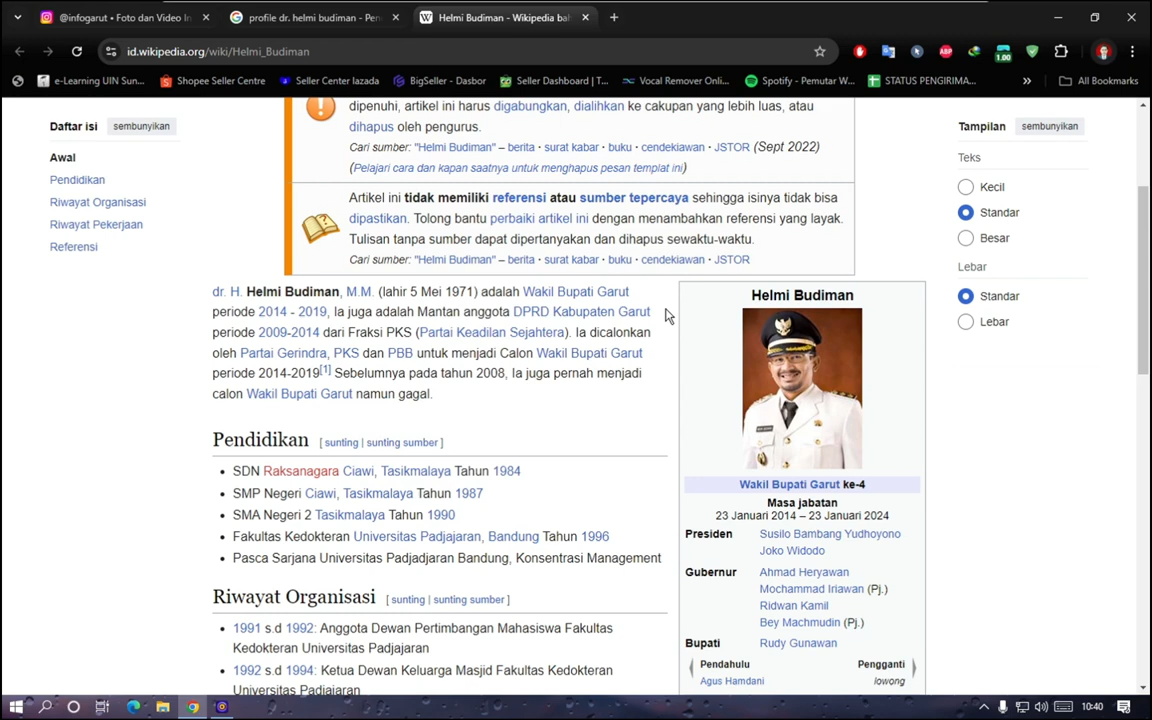 @infogarut • Foto dan Video In
profile dr. helmi budiman - Pen
Helmi Budiman - Wikipedia bah
id.wikipedia.org/wiki/Helmi_Budiman
e-Learning UIN Sun...
Shopee Seller Centre
Seller Center lazada
BigSeller - Dasbor
Seller Dashboard | T...
Vocal Remover Onli...
Spotify - Pemutar W...
STATUS PENGIRIMA...
All Bookmarks
ABP
1.00
Daftar isi
sembunyikan
Awal
Pendidikan
Riwayat Organisasi
Riwayat Pekerjaan
Referensi
dipenuhi, artikel ini harus digabungkan, dialihkan ke cakupan yang lebih luas, atau
dihapus oleh pengurus.
Cari sumber: "Helmi Budiman" – berita · surat kabar · buku · cendekiawan · JSTOR (Sept 2022)
(Pelajari cara dan kapan saatnya untuk menghapus pesan templat ini)
Artikel ini tidak memiliki referensi atau sumber tepercaya sehingga isinya tidak bisa
dipastikan. Tolong bantu perbaiki artikel ini dengan menambahkan referensi yang layak.
Tulisan tanpa sumber dapat dipertanyakan dan dihapus sewaktu-waktu.
Cari sumber: "Helmi Budiman" – berita · surat kabar · buku · cendekiawan · JSTOR
dr. H. Helmi Budiman, M.M. (lahir 5 Mei 1971) adalah Wakil Bupati Garut
periode 2014 - 2019, Ia juga adalah Mantan anggota DPRD Kabupaten Garut
periode 2009-2014 dari Fraksi PKS (Partai Keadilan Sejahtera). Ia dicalonkan
oleh Partai Gerindra, PKS dan PBB untuk menjadi Calon Wakil Bupati Garut
periode 2014-2019[1] Sebelumnya pada tahun 2008, Ia juga pernah menjadi
calon Wakil Bupati Garut namun gagal.
Pendidikan [ sunting | sunting sumber ]
• SDN Raksanagara Ciawi, Tasikmalaya Tahun 1984
• SMP Negeri Ciawi, Tasikmalaya Tahun 1987
• SMA Negeri 2 Tasikmalaya Tahun 1990
• Fakultas Kedokteran Universitas Padjajaran, Bandung Tahun 1996
• Pasca Sarjana Universitas Padjadjaran Bandung, Konsentrasi Management
Riwayat Organisasi [ sunting | sunting sumber ]
• 1991 s.d 1992: Anggota Dewan Pertimbangan Mahasiswa Fakultas
Kedokteran Universitas Padjajaran
• 1992 s.d 1994: Ketua Dewan Keluarga Masjid Fakultas Kedokteran
Universitas Padjajaran
Helmi Budiman
Wakil Bupati Garut ke-4
Masa jabatan
23 Januari 2014 – 23 Januari 2024
Presiden Susilo Bambang Yudhoyono
Joko Widodo
Gubernur Ahmad Heryawan
Mochammad Iriawan (Pj.)
Ridwan Kamil
Bey Machmudin (Pj.)
Bupati Rudy Gunawan
Pendahulu Pengganti
Agus Hamdani lowong
Tampilan
sembunyikan
Teks
Kecil
Standar
Besar
Lebar
Standar
Lebar
10:40